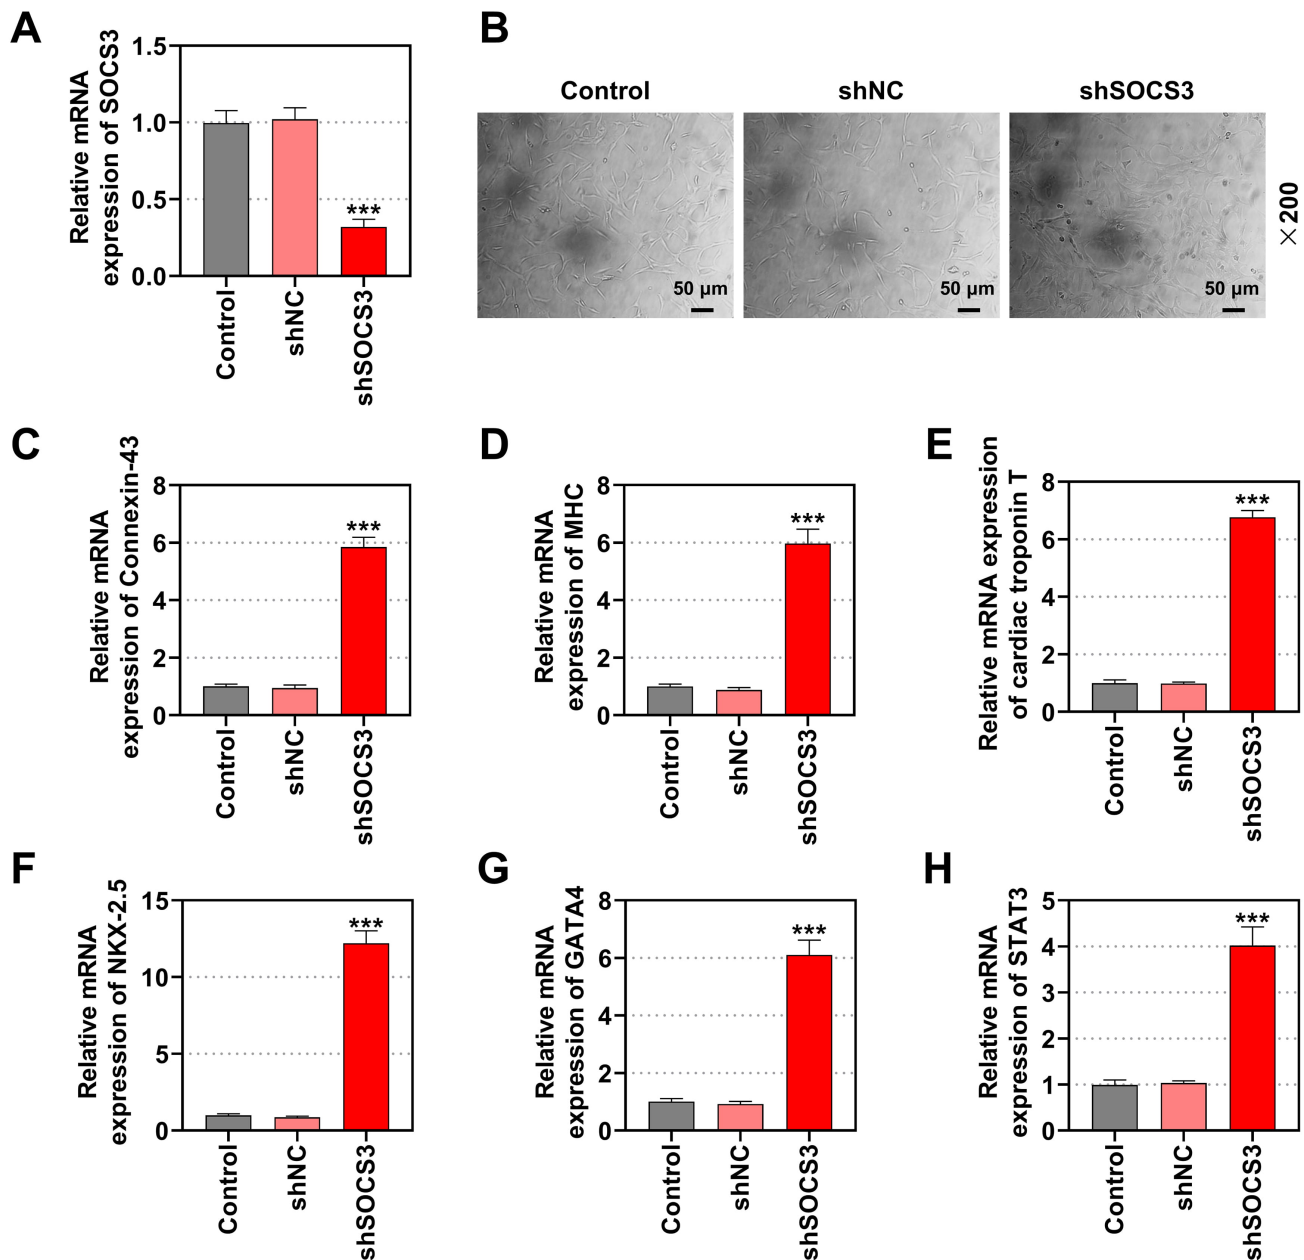 A
Relative mRNA
expression of SOCS3
1.5
1.0
0.5
0.0
***
Control
shNC
shSOCS3
B
Control
shNC
shSOCS3
50 µm
50 µm
50 µm
×200
C
Relative mRNA
expression of Connexin-43
8
6
4
2
0
***
Control
shNC
shSOCS3
D
Relative mRNA
expression of MHC
8
6
4
2
0
***
Control
shNC
shSOCS3
E
Relative mRNA expression
of cardiac troponin T
8
6
4
2
0
***
Control
shNC
shSOCS3
F
Relative mRNA
expression of NKX-2.5
15
10
5
0
***
Control
shNC
shSOCS3
G
Relative mRNA
expression of GATA4
8
6
4
2
0
***
Control
shNC
shSOCS3
H
Relative mRNA
expression of STAT3
5
4
3
2
1
0
***
Control
shNC
shSOCS3